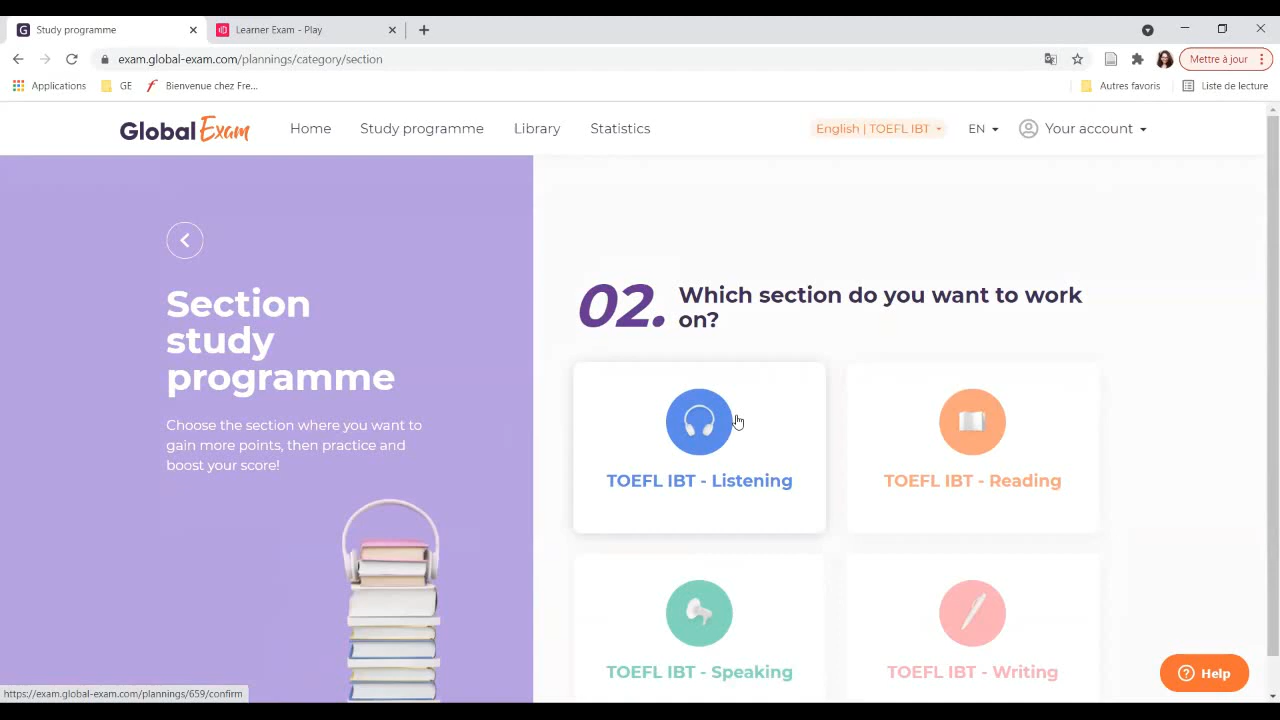 Study programme
Learner Exam - Play
exam.global-exam.com/plannings/category/section
Mettre à jour
Applications
GE
Bienvenue chez Fre...
Autres favoris
Liste de lecture
Global Exam
Home
Study programme
Library
Statistics
English | TOEFL IBT
EN
Your account
Section
study
programme
Choose the section where you want to
gain more points, then practice and
boost your score!
02.
Which section do you want to work
on?
TOEFL IBT - Listening
TOEFL IBT - Reading
TOEFL IBT - Speaking
TOEFL IBT - Writing
Help
https://exam.global-exam.com/plannings/659/confirm